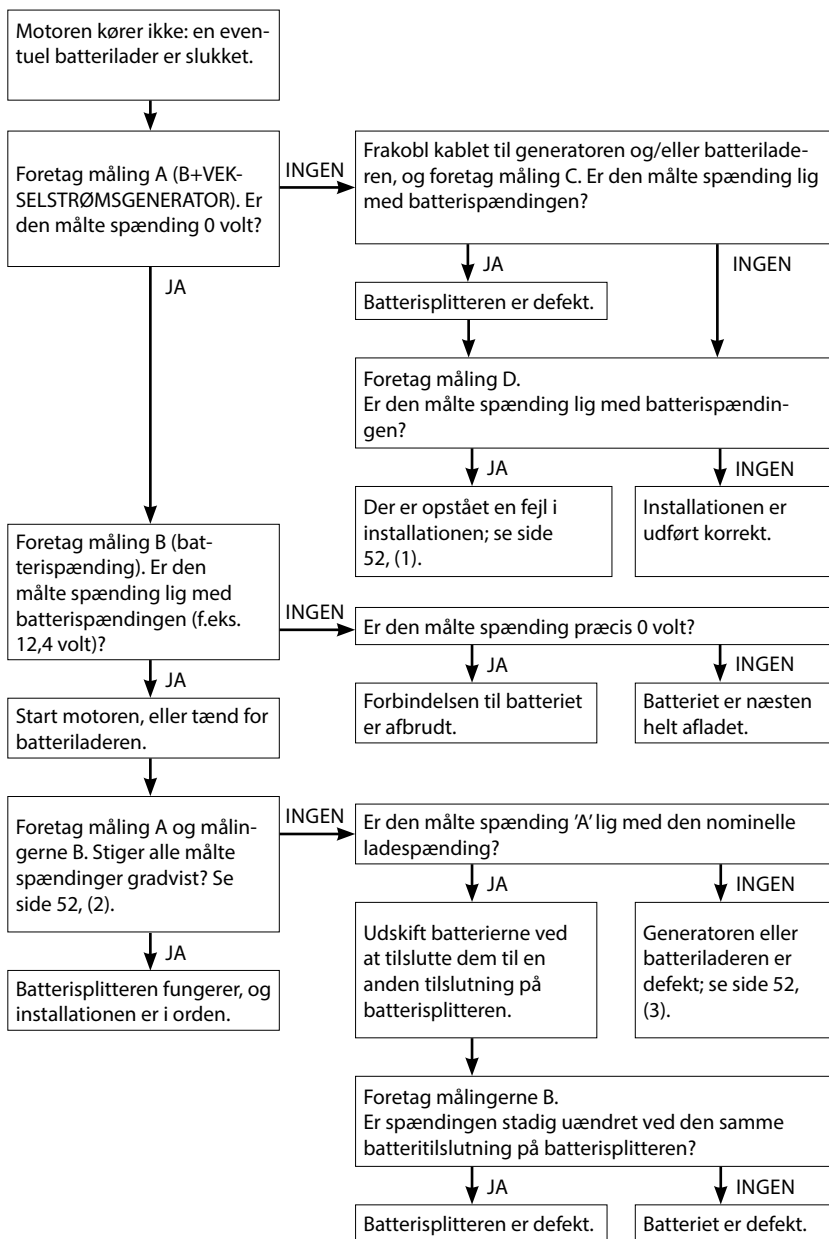 Motoren kører ikke: en even-
tuel batterilader er slukket.
Foretag måling A (B+VEK-
SELSTRØMSGENERATOR). Er
den målte spænding 0 volt?
INGEN
Frakobl kablet til generatoren og/eller batterilade-
ren, og foretag måling C. Er den målte spænding lig
med batterispændingen?
JA
JA
INGEN
Batterisplitteren er defekt.
Foretag måling D.
Er den målte spænding lig med batterispændin-
gen?
JA
INGEN
Der er opstået en fejl i
installationen; se side
52, (1).
Installationen er
udført korrekt.
Foretag måling B (bat-
terispænding). Er den
målte spænding lig med
batterispændingen (f.eks.
12,4 volt)?
INGEN
Er den målte spænding præcis 0 volt?
JA
JA
INGEN
Forbindelsen til batteriet
er afbrudt.
Batteriet er næsten
helt afladet.
Start motoren, eller tænd for
batteriladeren.
Foretag måling A og målin-
gerne B. Stiger alle målte
spændinger gradvist? Se
side 52, (2).
INGEN
Er den målte spænding ’A’ lig med den nominelle
ladespænding?
JA
JA
INGEN
Batterisplitteren fungerer, og
installationen er i orden.
Udskift batterierne ved
at tilslutte dem til en
anden tilslutning på
batterisplitteren.
Generatoren eller
batteriladeren er
defekt; se side 52,
(3).
Foretag målingerne B.
Er spændingen stadig uændret ved den samme
batteritilslutning på batterisplitteren?
JA
INGEN
Batterisplitteren er defekt.
Batteriet er defekt.